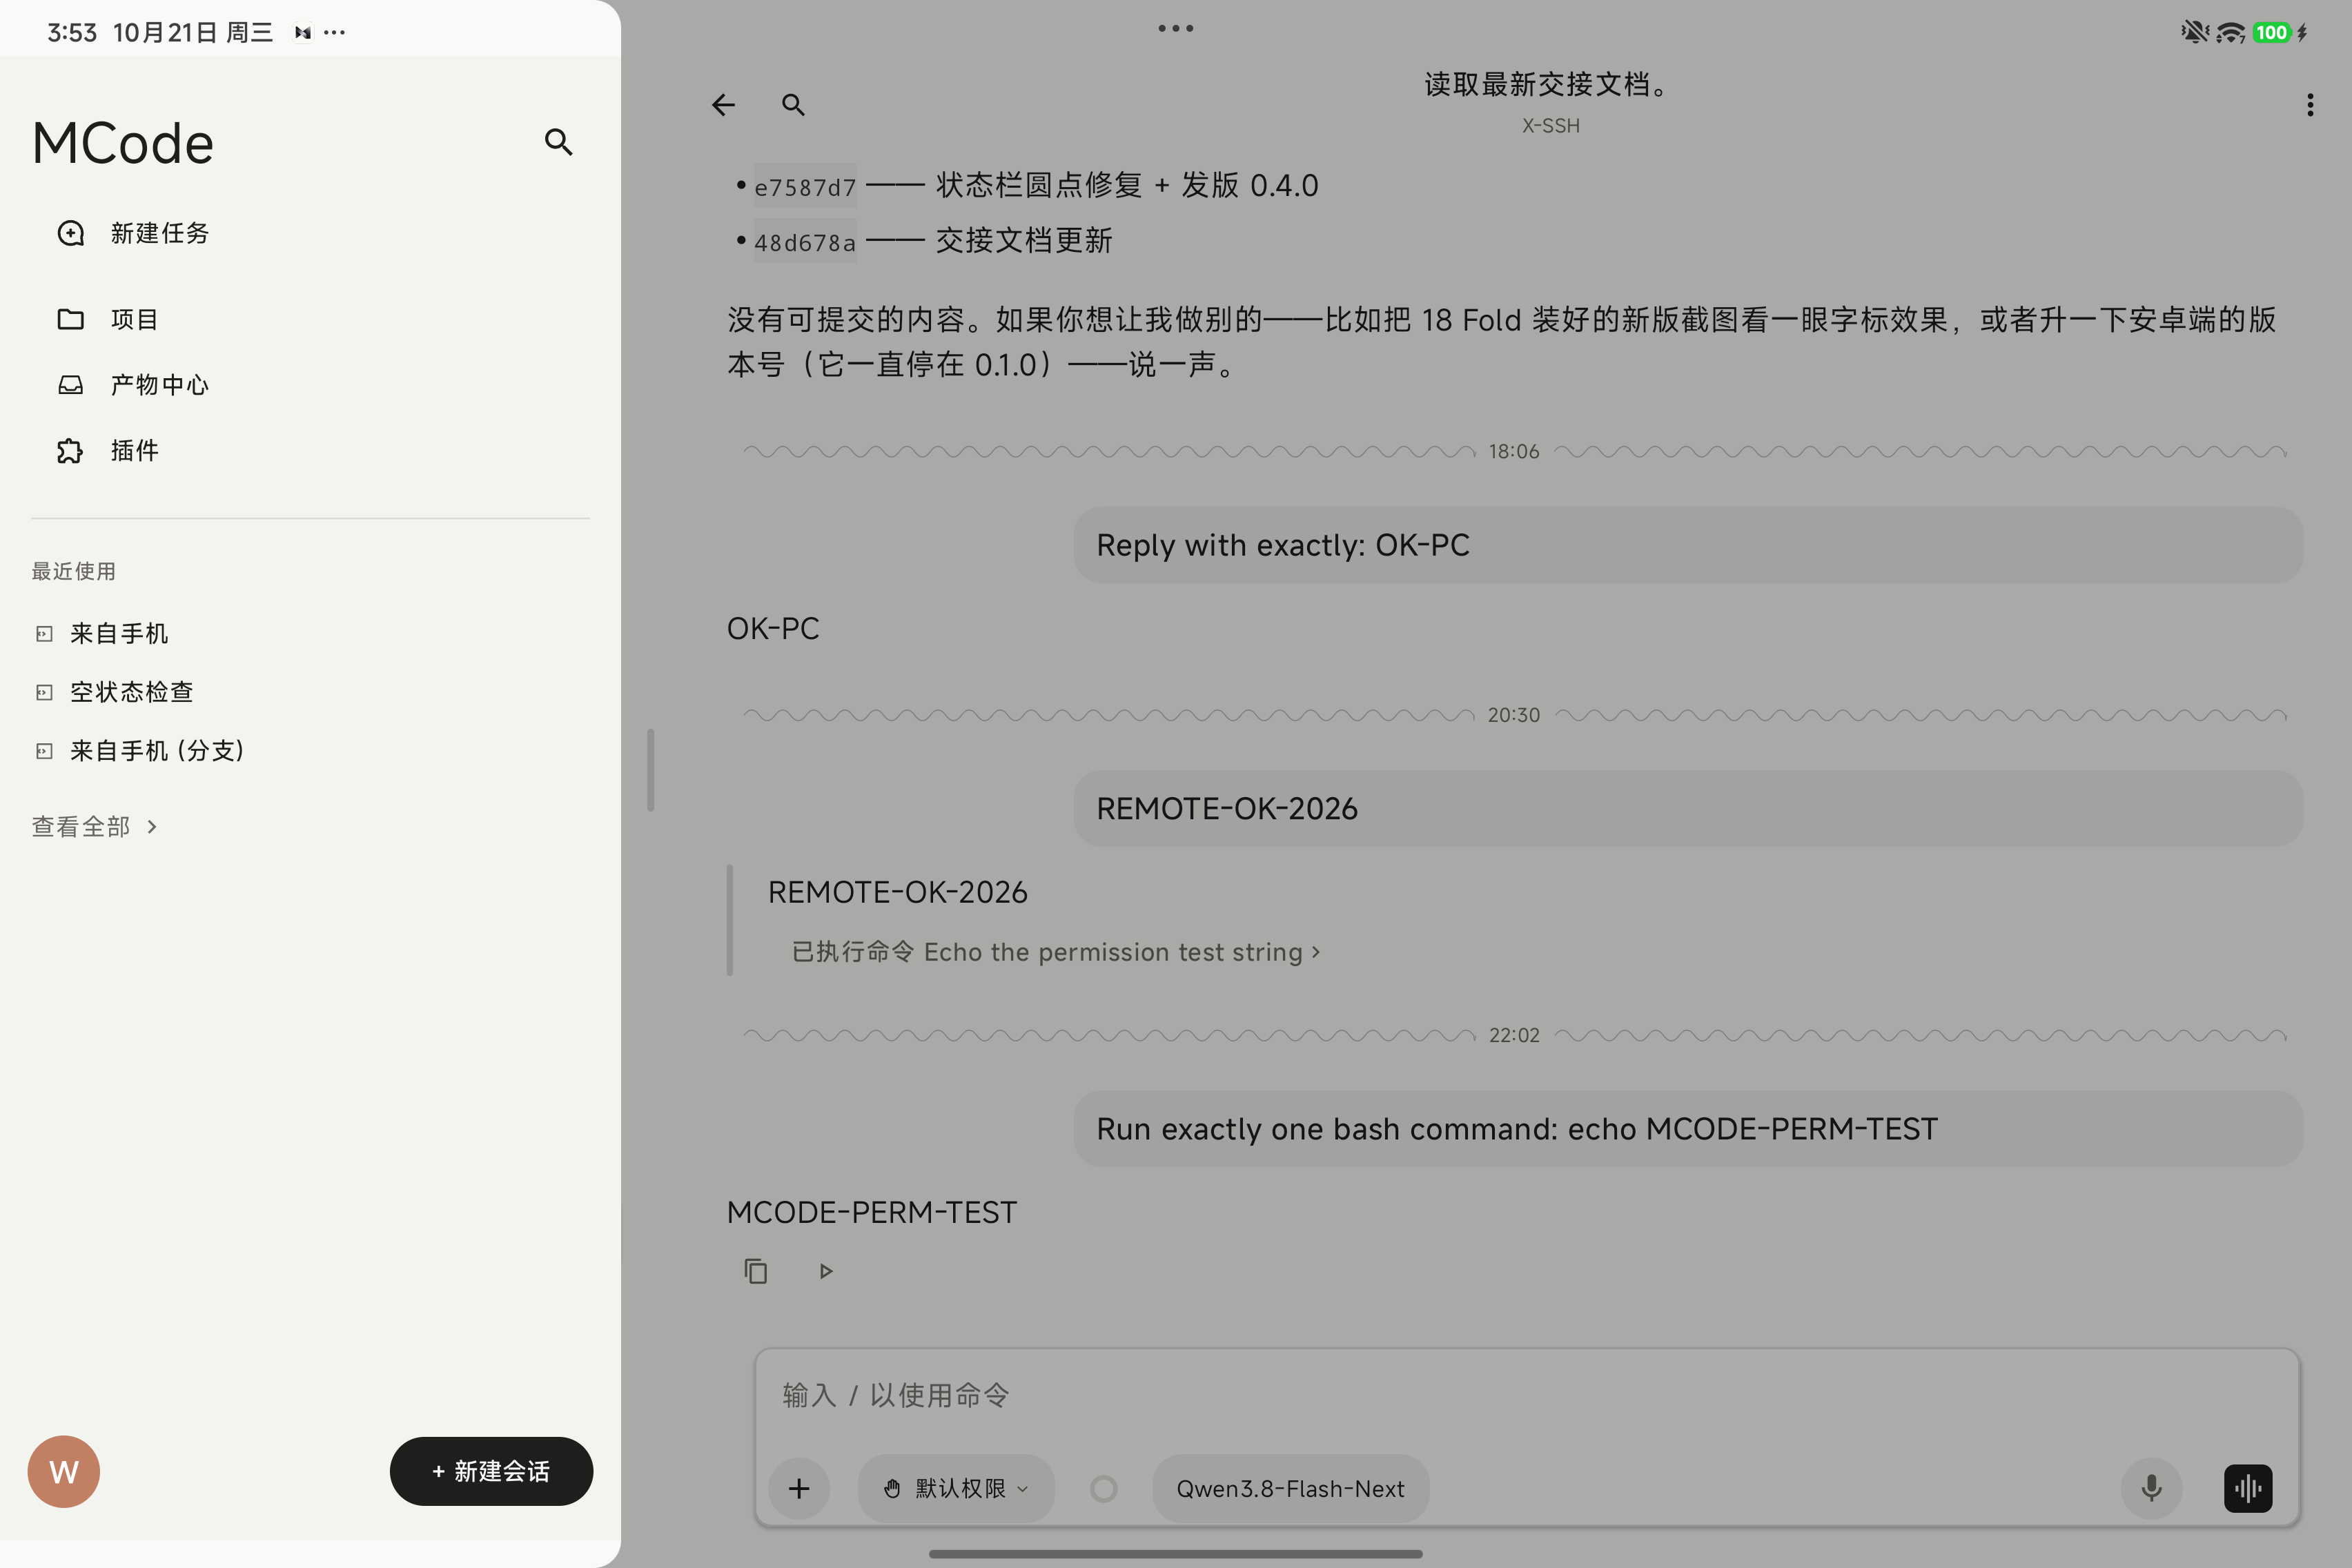 3:53 10月21日 周三
100
MCode
新建任务
项目
产物中心
插件
最近使用
来自手机
空状态检查
来自手机 (分支)
查看全部
W
+ 新建会话
读取最新交接文档。
X-SSH
• e7587d7 —— 状态栏圆点修复 + 发版 0.4.0
• 48d678a —— 交接文档更新
没有可提交的内容。如果你想让我做别的——比如把 18 Fold 装好的新版截图看一眼字标效果，或者升一下安卓端的版
本号（它一直停在 0.1.0）——说一声。
18:06
Reply with exactly: OK-PC
OK-PC
20:30
REMOTE-OK-2026
REMOTE-OK-2026
已执行命令 Echo the permission test string
22:02
Run exactly one bash command: echo MCODE-PERM-TEST
MCODE-PERM-TEST
输入 / 以使用命令
默认权限
Qwen3.8-Flash-Next